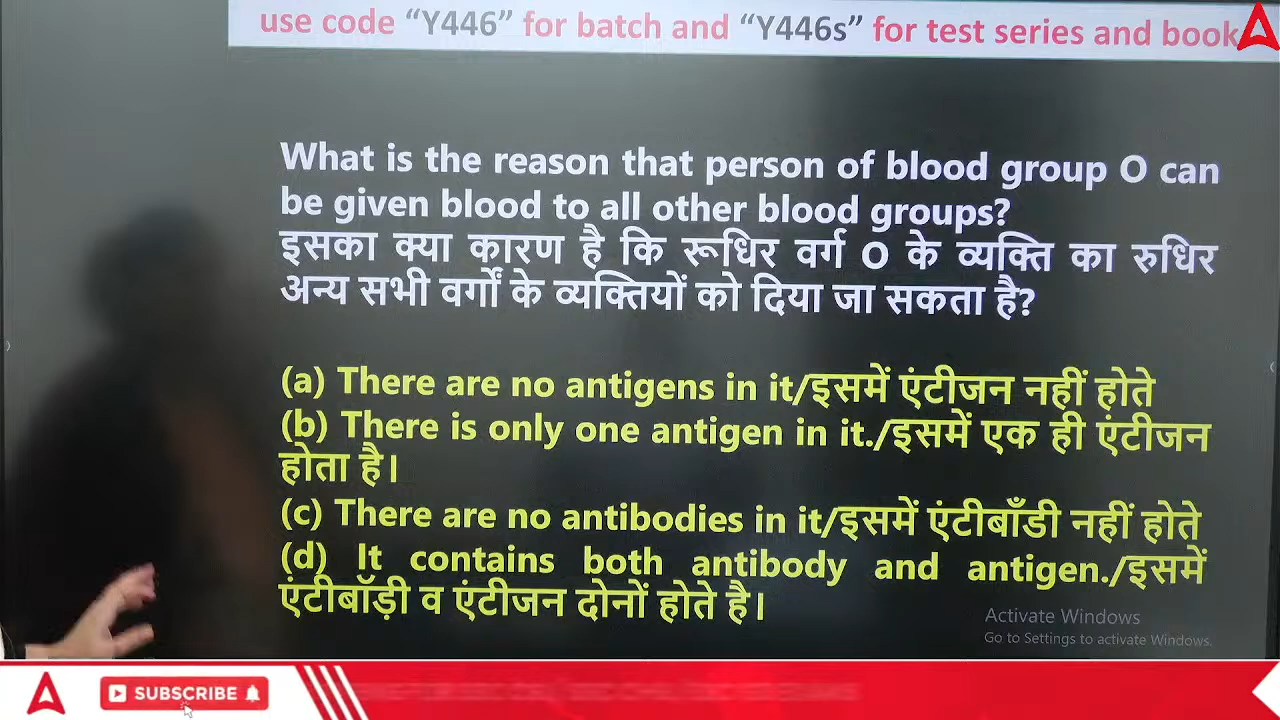 use code “Y446” for batch and “Y446s” for test series and book
What is the reason that person of blood group O can
be given blood to all other blood groups?
इसका क्या कारण है कि रूधिर वर्ग O के व्यक्ति का रुधिर
अन्य सभी वर्गों के व्यक्तियों को दिया जा सकता है?
(a) There are no antigens in it/इसमें एंटीजन नहीं होते
(b) There is only one antigen in it./इसमें एक ही एंटीजन
होता है।
(c) There are no antibodies in it/इसमें एंटीबाँडी नहीं होते
(d) It contains both antibody and antigen./इसमें
एंटीबॉड़ी व एंटीजन दोनों होते है।
Activate Windows
Go to Settings to activate Windows.
SUBSCRIBE